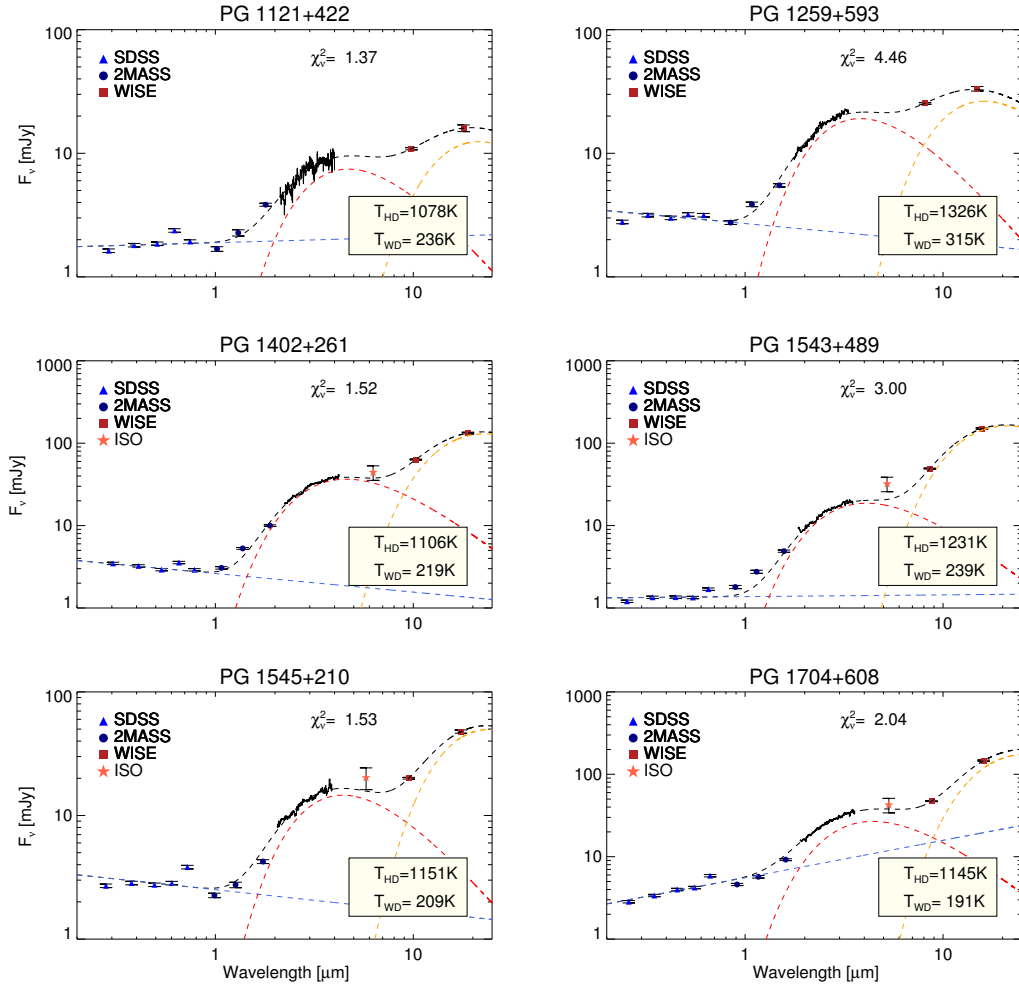 PG 1121+422
100
10
1
F_ν [mJy]
SDSS
2MASS
WISE
χ²_ν= 1.37
T_HD=1078K
T_WD= 236K
1
10
PG 1259+593
100
10
1
SDSS
2MASS
WISE
χ²_ν= 4.46
T_HD=1326K
T_WD= 315K
1
10
PG 1402+261
1000
100
10
1
F_ν [mJy]
SDSS
2MASS
WISE
ISO
χ²_ν= 1.52
T_HD=1106K
T_WD= 219K
1
10
PG 1543+489
1000
100
10
1
SDSS
2MASS
WISE
ISO
χ²_ν= 3.00
T_HD=1231K
T_WD= 239K
1
10
PG 1545+210
100
10
1
F_ν [mJy]
SDSS
2MASS
WISE
ISO
χ²_ν= 1.53
T_HD=1151K
T_WD= 209K
1
10
Wavelength [μm]
PG 1704+608
1000
100
10
1
SDSS
2MASS
WISE
ISO
χ²_ν= 2.04
T_HD=1145K
T_WD= 191K
1
10
Wavelength [μm]